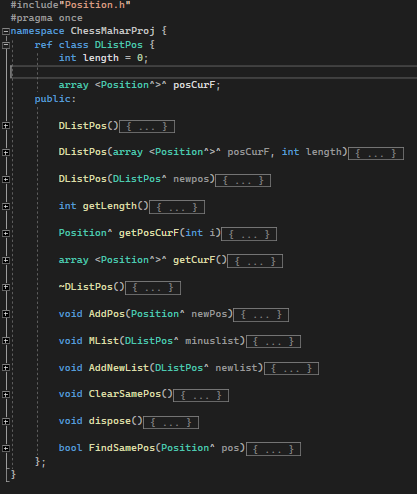 #include"Position.h"
#pragma once
namespace ChessMaharProj {
ref class DListPos {
int length = 0;
array <Position^>^ posCurF;
public:
DListPos(){ ... }
DListPos(array <Position^>^ posCurF, int length){ ... }
DListPos(DListPos^ newpos){ ... }
int getLength(){ ... }
Position^ getPosCurF(int i){ ... }
array <Position^>^ getCurF(){ ... }
~DListPos(){ ... }
void AddPos(Position^ newPos){ ... }
void MList(DListPos^ minuslist){ ... }
void AddNewList(DListPos^ newlist){ ... }
void ClearSamePos(){ ... }
void dispose(){ ... }
bool FindSamePos(Position^ pos){ ... }
};
}